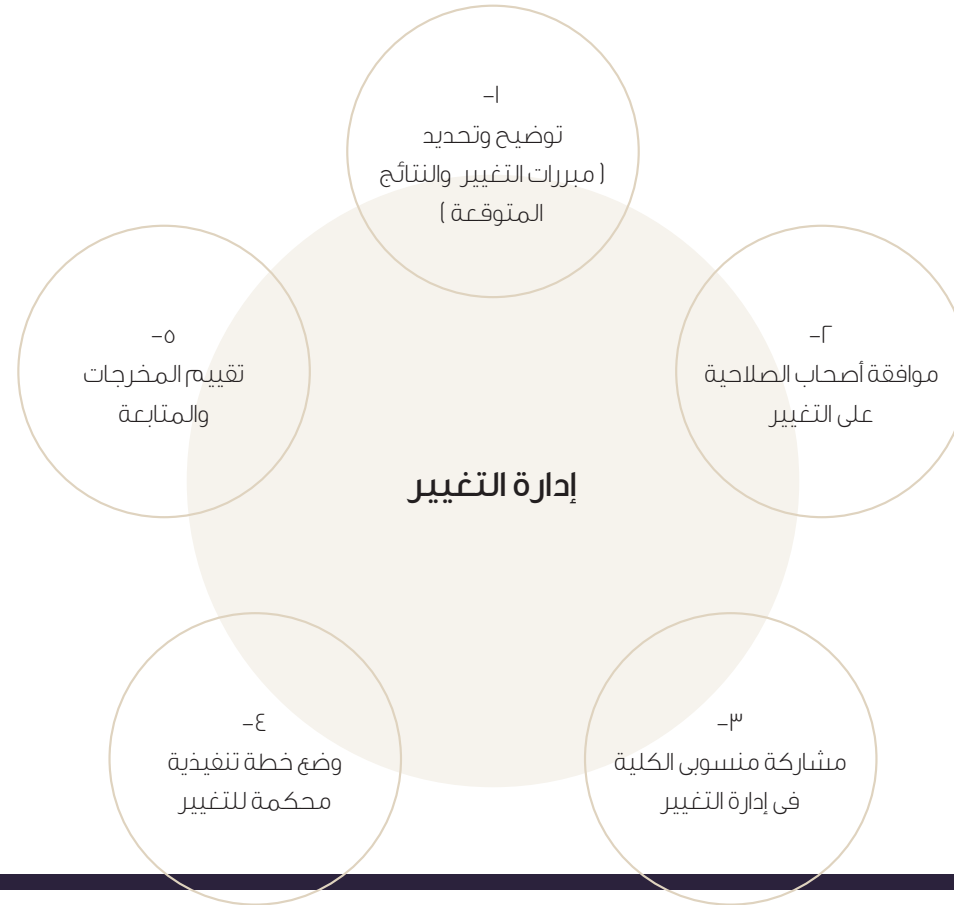 ١-
توضيح وتحديد
( مبررات التغيير والنتائج
المتوقعة )
٢-
موافقة أصحاب الصلاحية
على التغيير
٣-
مشاركة منسوبى الكلية
فى إدارة التغيير
٤-
وضع خطة تنفيذية
محكمة للتغيير
٥-
تقييم المخرجات
والمتابعة
إدارة التغيير